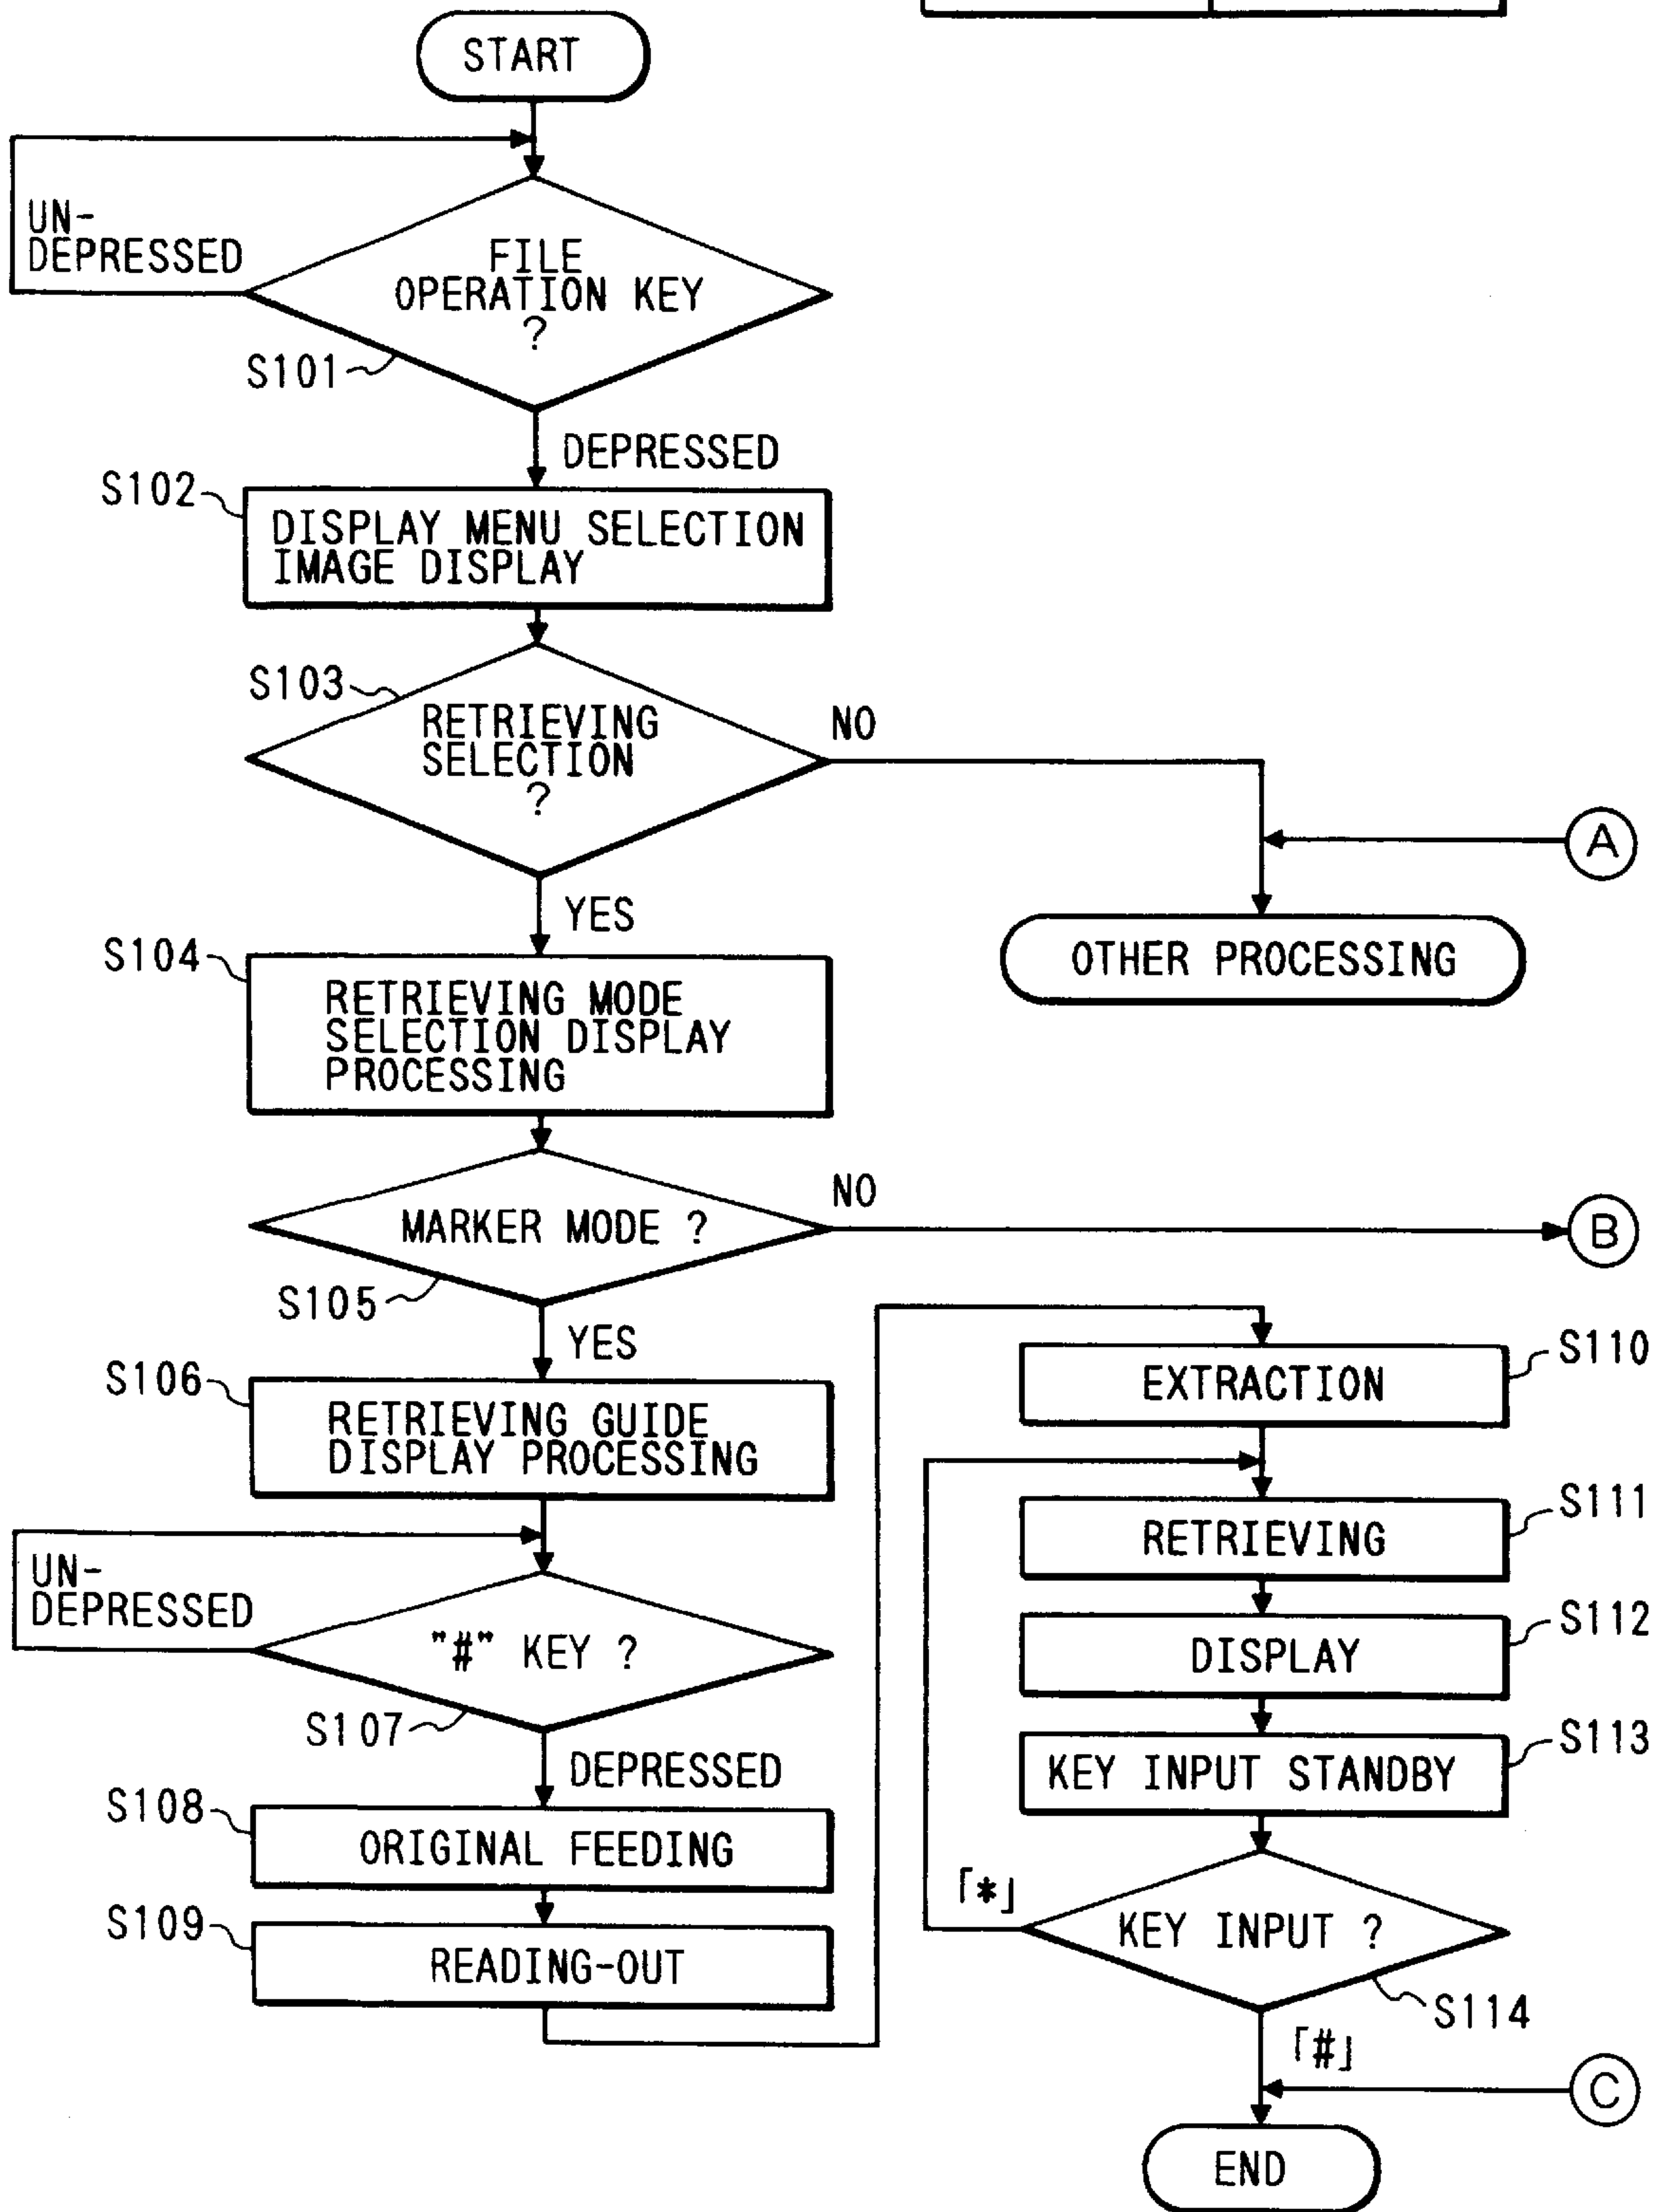 START
UN-
DEPRESSED
FILE
OPERATION KEY
?
S101
DEPRESSED
S102
DISPLAY MENU SELECTION
IMAGE DISPLAY
S103
RETRIEVING
SELECTION
?
NO
A
YES
OTHER PROCESSING
S104
RETRIEVING MODE
SELECTION DISPLAY
PROCESSING
MARKER MODE ?
NO
B
S105
YES
S106
RETRIEVING GUIDE
DISPLAY PROCESSING
UN-
DEPRESSED
"#" KEY ?
S107
DEPRESSED
S108
ORIGINAL FEEDING
S109
READING-OUT
EXTRACTION
S110
RETRIEVING
S111
DISPLAY
S112
KEY INPUT STANDBY
S113
「*」
KEY INPUT ?
S114
「#」
C
END